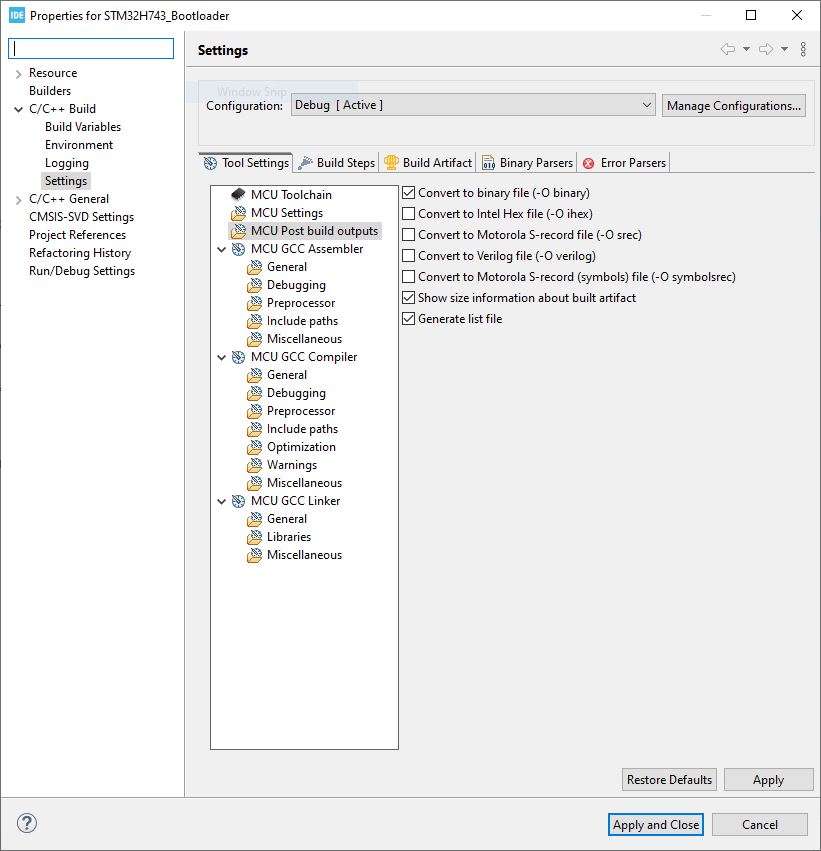 IDE Properties for STM32H743_Bootloader
Resource
Builders
C/C++ Build
Build Variables
Environment
Logging
Settings
C/C++ General
CMSIS-SVD Settings
Project References
Refactoring History
Run/Debug Settings
Settings
Window Snip
Configuration: Debug [ Active ] Manage Configurations...
Tool Settings Build Steps Build Artifact Binary Parsers Error Parsers
MCU Toolchain
MCU Settings
MCU Post build outputs
MCU GCC Assembler
General
Debugging
Preprocessor
Include paths
Miscellaneous
MCU GCC Compiler
General
Debugging
Preprocessor
Include paths
Optimization
Warnings
Miscellaneous
MCU GCC Linker
General
Libraries
Miscellaneous
Convert to binary file (-O binary)
Convert to Intel Hex file (-O ihex)
Convert to Motorola S-record file (-O srec)
Convert to Verilog file (-O verilog)
Convert to Motorola S-record (symbols) file (-O symbolsrec)
Show size information about built artifact
Generate list file
Restore Defaults Apply
? Apply and Close Cancel